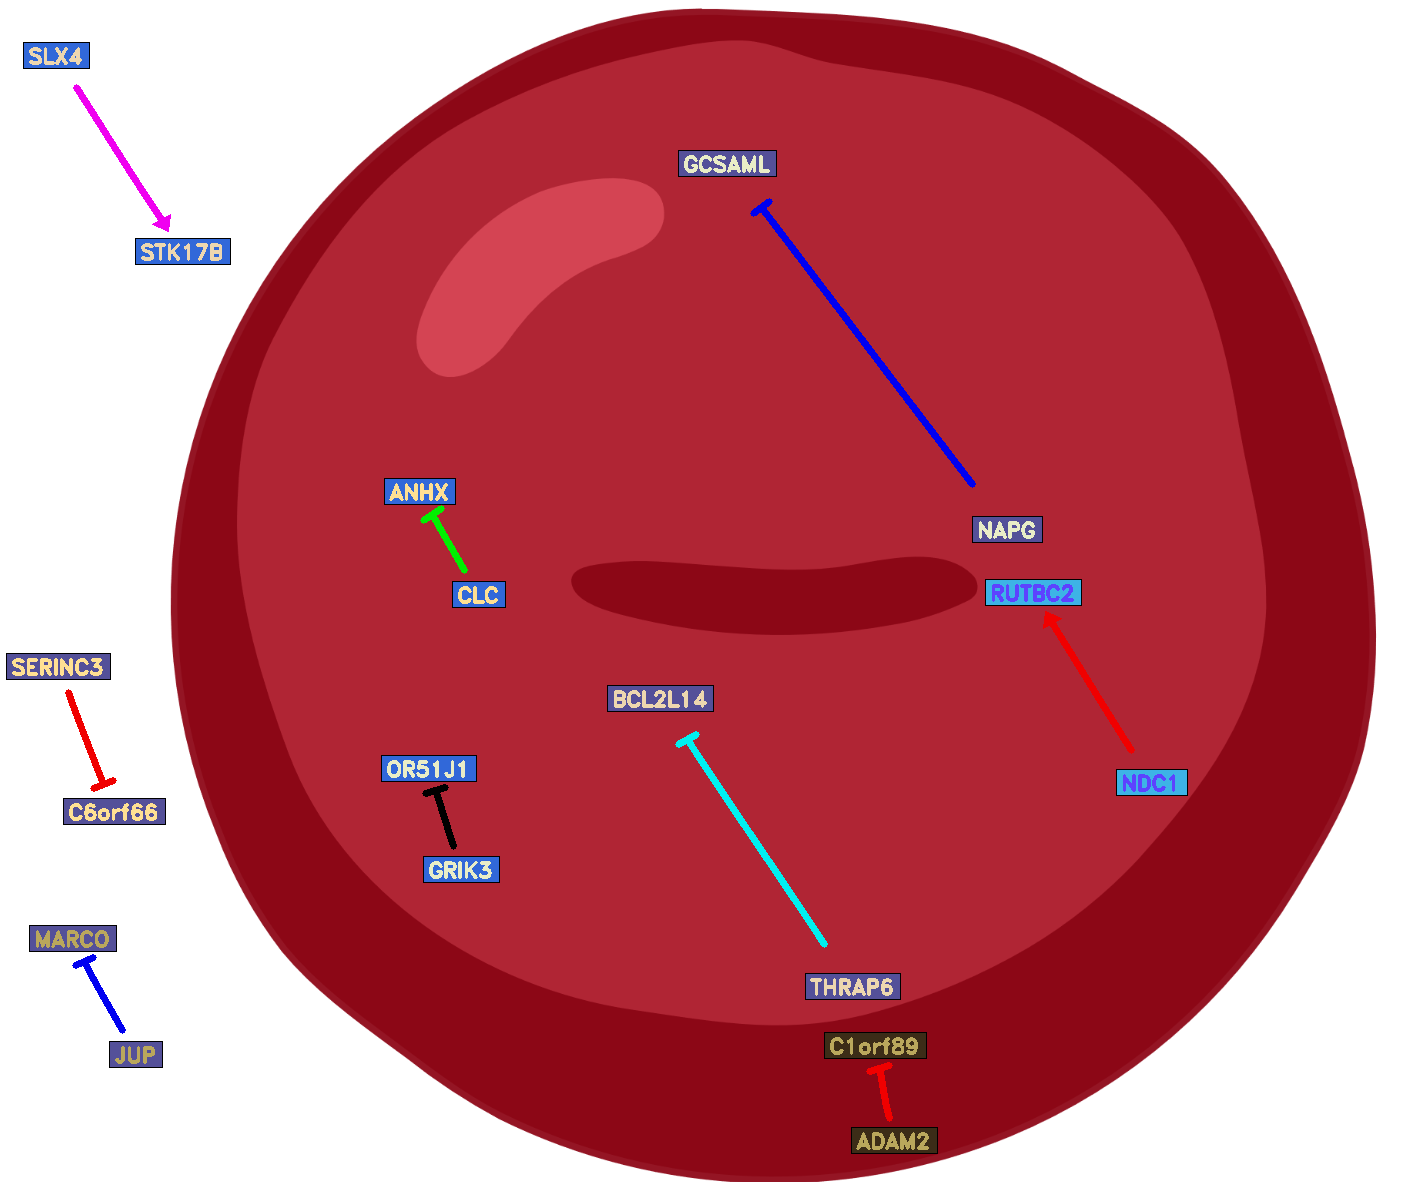 SLX4
GCSAML
STK17B
ANHX
NAPG
CLC
RUTBC2
SERINC3
BCL2L14
OR51J1
NDC1
C6orf66
GRIK3
MARCO
THRAP6
C1orf89
JUP
ADAM2